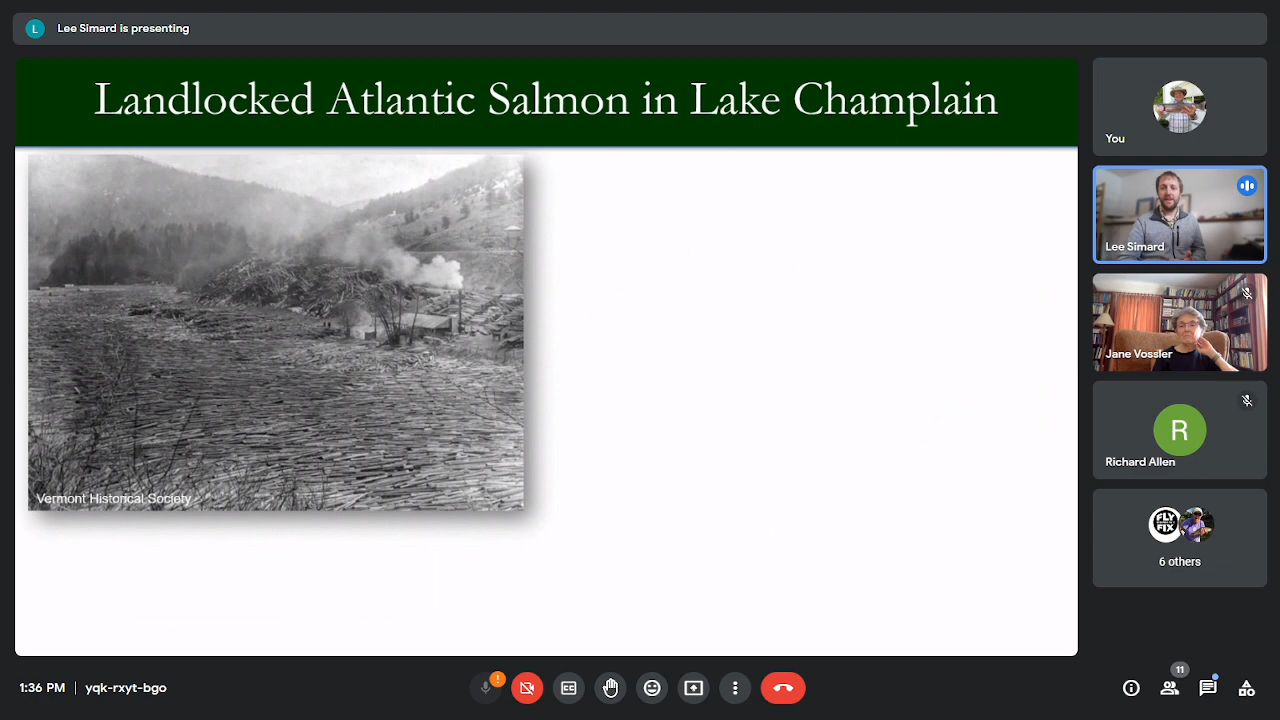 L
Lee Simard is presenting
Landlocked Atlantic Salmon in Lake Champlain
Vermont Historical Society
You
Lee Simard
Jane Vossler
R
Richard Allen
FLY
FIX
6 others
1:36 PM | yqk-rxyt-bgo
!
CC
11